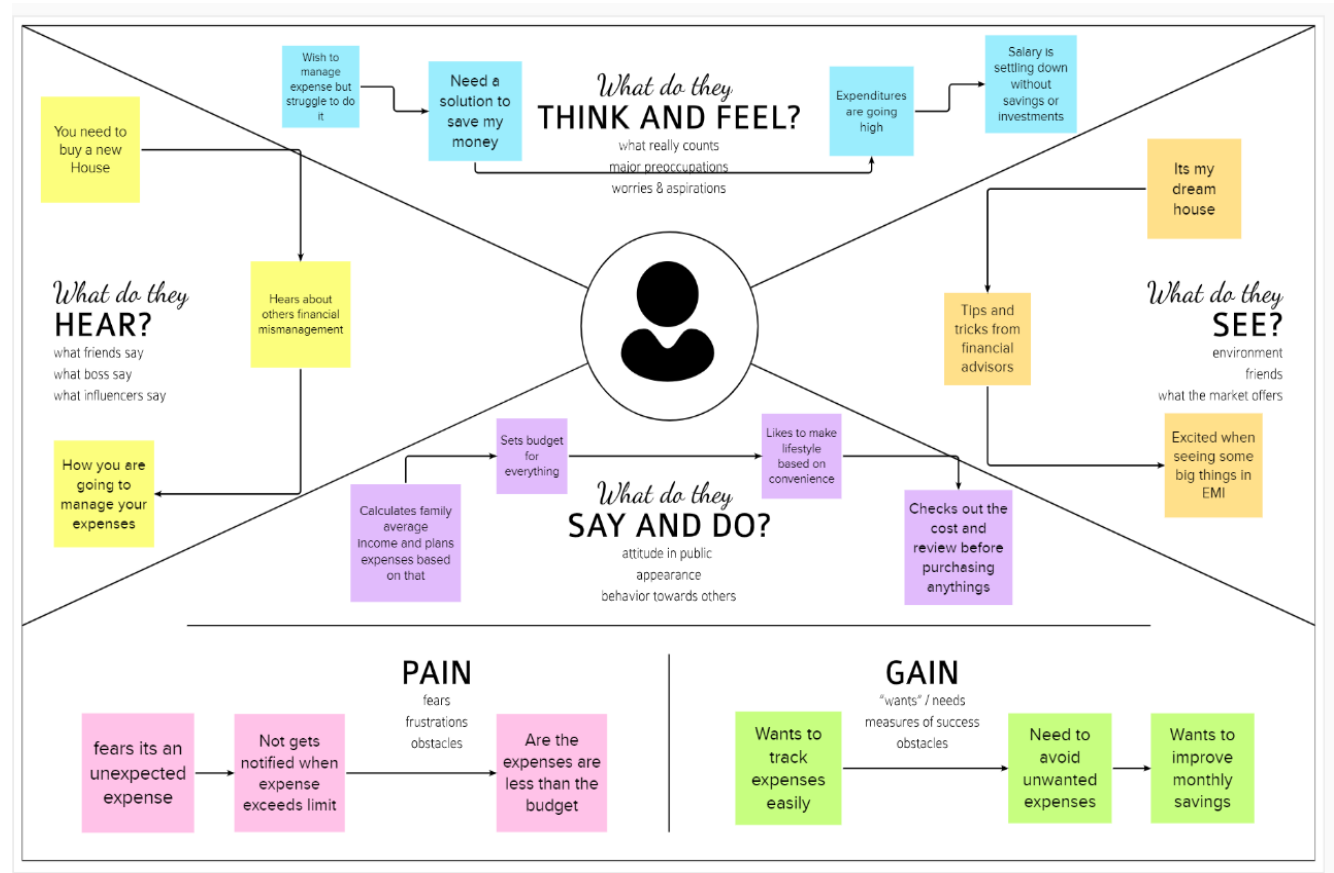 Wish to
manage
expense but
struggle to do
it
Need a
solution to
save my
money
What do they
THINK AND FEEL?
what really counts
major preoccupations
worries & aspirations
Expenditures
are going
high
Salary is
settling down
without
savings or
investments
You need to
buy a new
House
Hears about
others financial
mismanagement
What do they
HEAR?
what friends say
what boss say
what influencers say
How you are
going to
manage your
expenses
Its my
dream
house
Tips and
tricks from
financial
advisors
What do they
SEE?
environment
friends
what the market offers
Excited when
seeing some
big things in
EMI
Calculates family
average
income and plans
expenses based
on that
Sets budget
for
everything
What do they
SAY AND DO?
attitude in public
appearance
behavior towards others
Likes to make
lifestyle
based on
convenience
Checks out the
cost and
review before
purchasing
anythings
PAIN
fears
frustrations
obstacles
fears its an
unexpected
expense
Not gets
notified when
expense
exceeds limit
Are the
expenses are
less than the
budget
GAIN
"wants" / needs
measures of success
obstacles
Wants to
track
expenses
easily
Need to
avoid
unwanted
expenses
Wants to
improve
monthly
savings